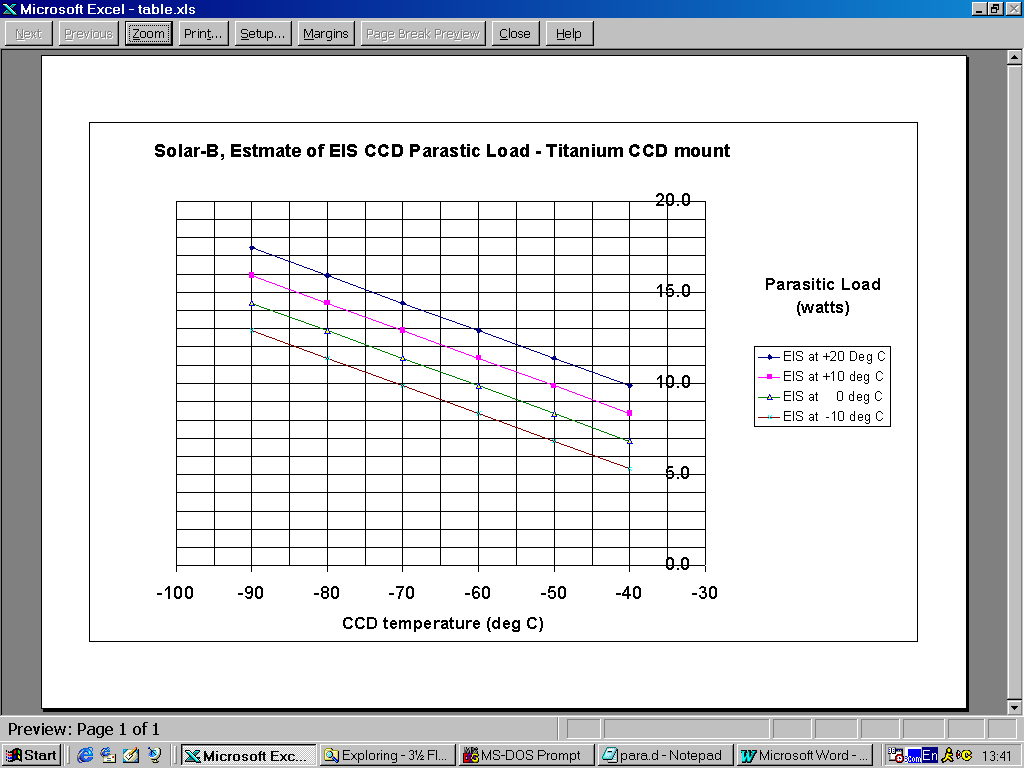 Microsoft Excel - table.xls
Next Previous Zoom Print... Setup... Margins Page Break Preview Close Help
Solar-B, Estmate of EIS CCD Parastic Load - Titanium CCD mount
20.0
15.0
10.0
5.0
0.0
-100 -90 -80 -70 -60 -50 -40 -30
CCD temperature (deg C)
Parasitic Load
(watts)
EIS at +20 Deg C
EIS at +10 deg C
EIS at 0 deg C
EIS at -10 deg C
Preview: Page 1 of 1
Start Microsoft Exc... Exploring - 3½ Fl... MS-DOS Prompt para.d - Notepad Microsoft Word - ... En 13:41